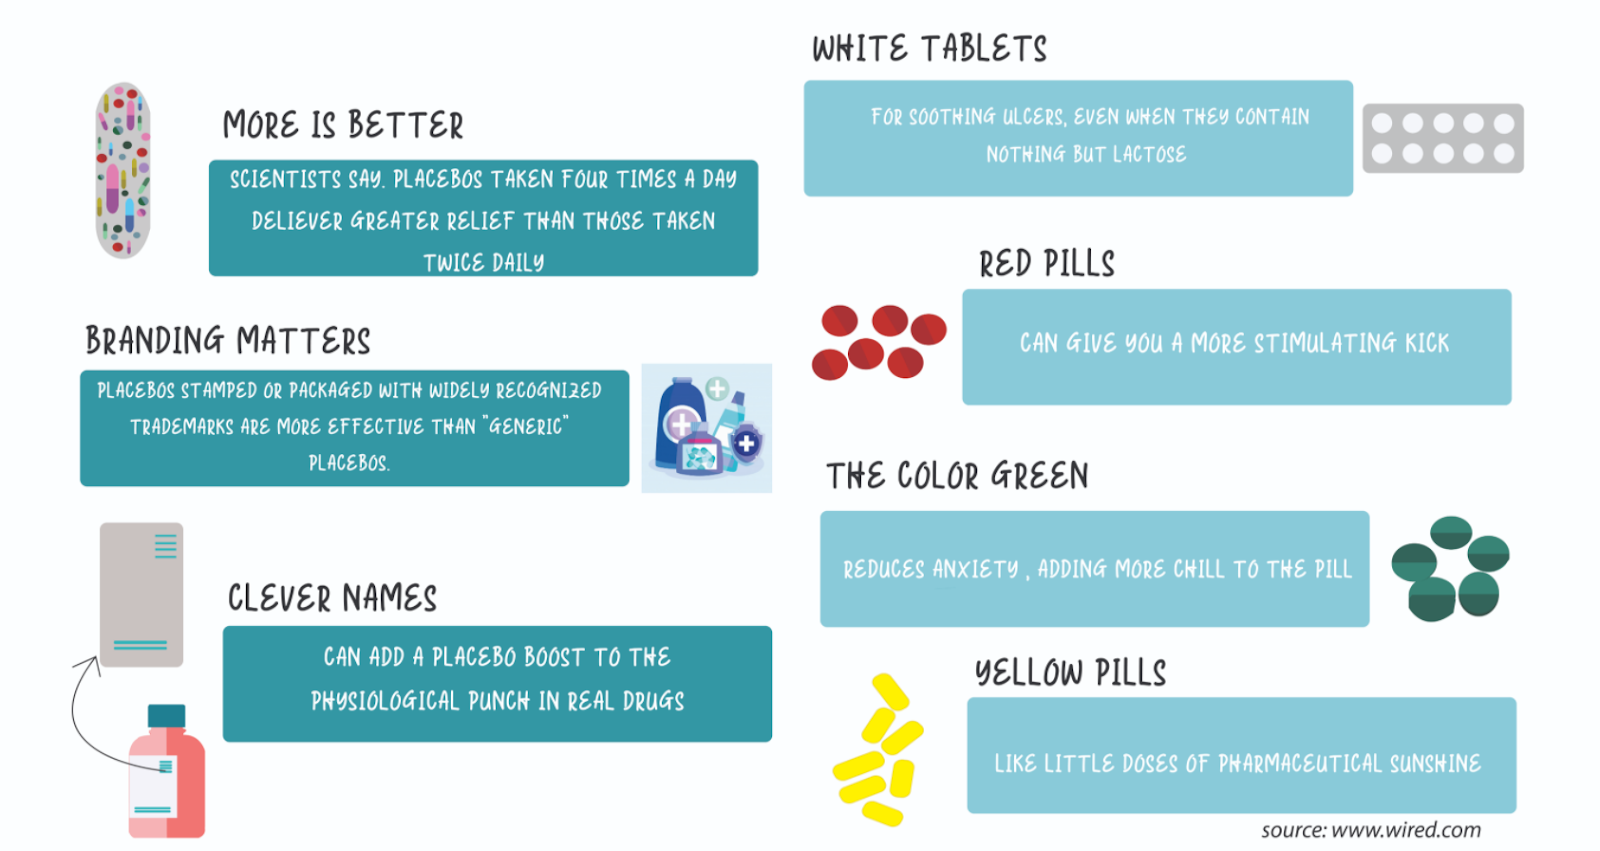 MORE IS BETTER
SCIENTISTS SAY. PLACEBOS TAKEN FOUR TIMES A DAY
DELIEVER GREATER RELIEF THAN THOSE TAKEN
TWICE DAILY
BRANDING MATTERS
PLACEBOS STAMPED OR PACKAGED WITH WIDELY RECOGNIZED
TRADEMARKS ARE MORE EFFECTIVE THAN "GENERIC"
PLACEBOS.
CLEVER NAMES
CAN ADD A PLACEBO BOOST TO THE
PHYSIOLOGICAL PUNCH IN REAL DRUGS
WHITE TABLETS
FOR SOOTHING ULCERS, EVEN WHEN THEY CONTAIN
NOTHING BUT LACTOSE
RED PILLS
CAN GIVE YOU A MORE STIMULATING KICK
THE COLOR GREEN
REDUCES ANXIETY , ADDING MORE CHILL TO THE PILL
YELLOW PILLS
LIKE LITTLE DOSES OF PHARMACEUTICAL SUNSHINE
source: www.wired.com